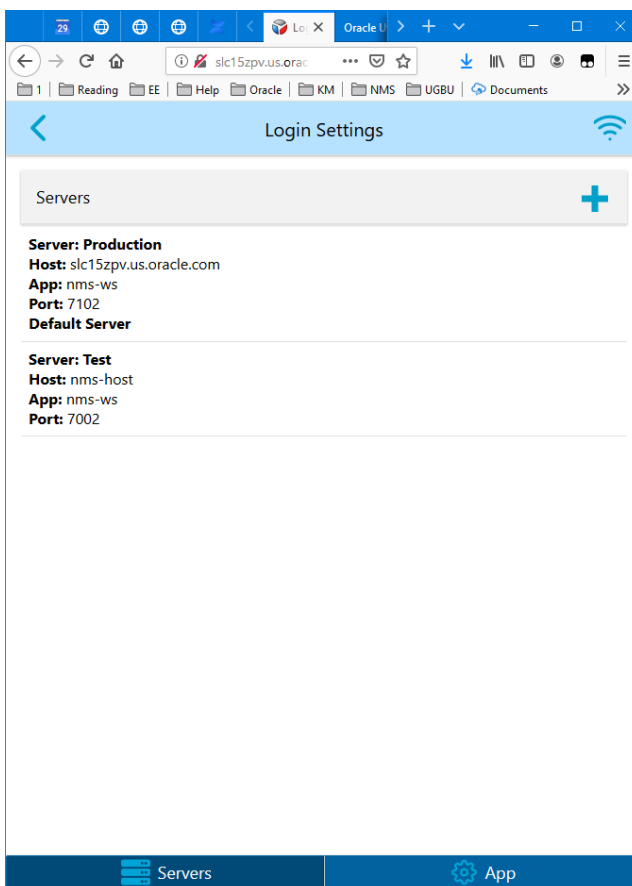 29
Lo
Oracle U
slc15zpv.us.orac
1 Reading EE Help Oracle KM NMS UGBU Documents
Login Settings
Servers
Server: Production
Host: slc15zpv.us.oracle.com
App: nms-ws
Port: 7102
Default Server
Server: Test
Host: nms-host
App: nms-ws
Port: 7002
Servers App